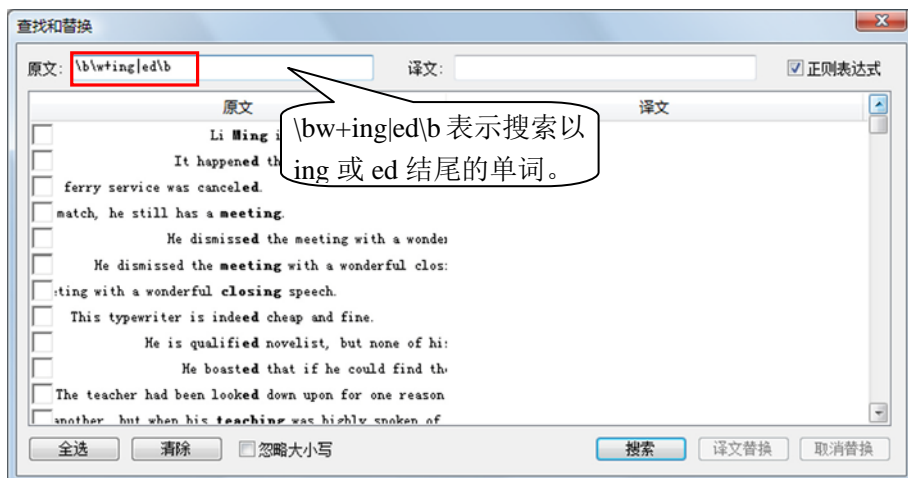 查找和替换
原文: \b\w+ing|ed\b 译文: 正则表达式
原文 译文
Li Ming i
It happened th
ferry service was canceled.
match, he still has a meeting.
He dismissed the meeting with a wonder
He dismissed the meeting with a wonderful clos
ting with a wonderful closing speech.
This typewriter is indeed cheap and fine.
He is qualified novelist, but none of his
He boasted that if he could find th
The teacher had been looked down upon for one reason
another, but when his teaching was highly spoken of
\bw+ing|ed\b 表示搜索以
ing 或 ed 结尾的单词。
全选 清除 忽略大小写 搜索 译文替换 取消替换